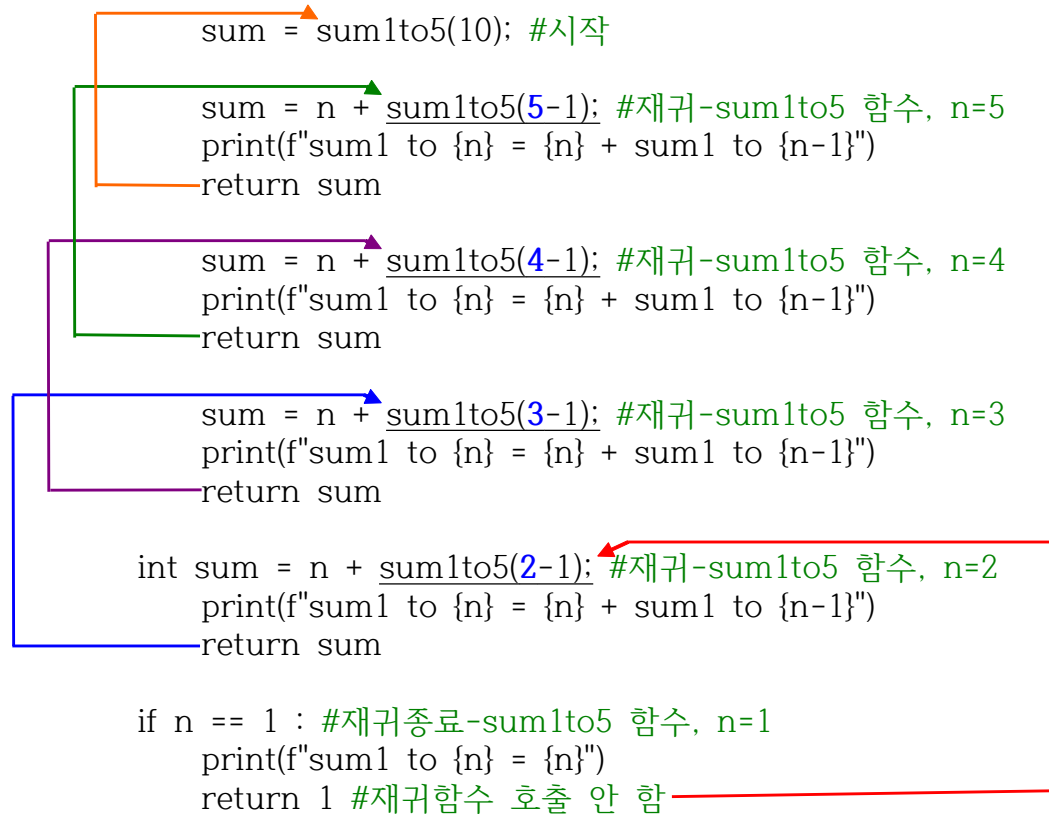 sum = sum1to5(10); #시작
sum = n + sum1to5(5-1); #재귀-sum1to5 함수, n=5
print(f"sum1 to {n} = {n} + sum1 to {n-1}")
return sum
sum = n + sum1to5(4-1); #재귀-sum1to5 함수, n=4
print(f"sum1 to {n} = {n} + sum1 to {n-1}")
return sum
sum = n + sum1to5(3-1); #재귀-sum1to5 함수, n=3
print(f"sum1 to {n} = {n} + sum1 to {n-1}")
return sum
int sum = n + sum1to5(2-1); #재귀-sum1to5 함수, n=2
print(f"sum1 to {n} = {n} + sum1 to {n-1}")
return sum
if n == 1 : #재귀종료-sum1to5 함수, n=1
print(f"sum1 to {n} = {n}")
return 1 #재귀함수 호출 안 함